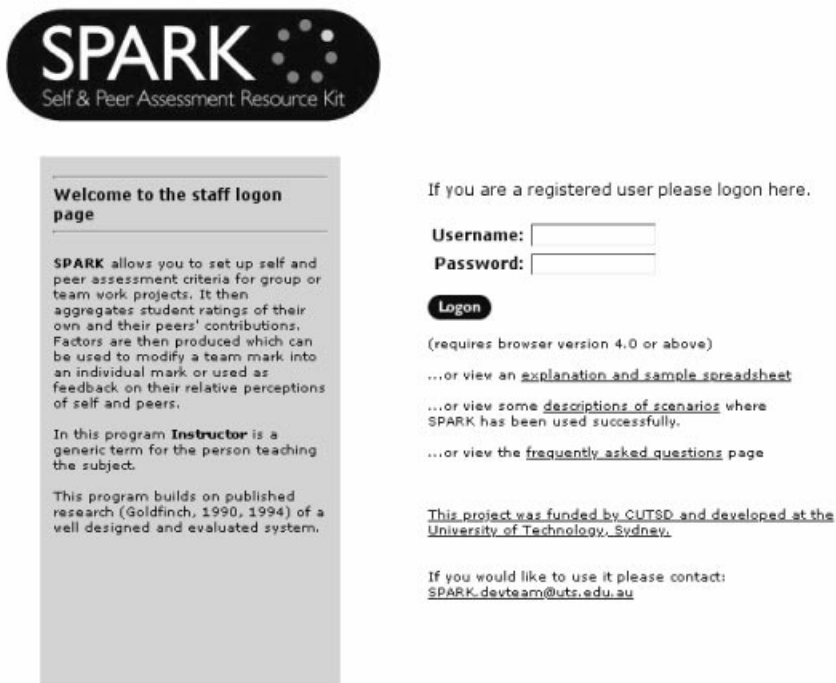 SPARK
Self & Peer Assessment Resource Kit
Welcome to the staff logon
page
SPARK allows you to set up self and
peer assessment criteria for group or
team work projects. It then
aggregates student ratings of their
own and their peers' contributions.
Factors are then produced which can
be used to modify a team mark into
an individual mark or used as
feedback on their relative perceptions
of self and peers.
In this program Instructor is a
generic term for the person teaching
the subject.
This program builds on published
research (Goldfinch, 1990, 1994) of a
well designed and evaluated system.
If you are a registered user please logon here.
Username:
Password:
Logon
(requires browser version 4.0 or above)
...or view an explanation and sample spreadsheet
...or view some descriptions of scenarios where
SPARK has been used successfully.
...or view the frequently asked questions page
This project was funded by CUTSD and developed at the
University of Technology, Sydney.
If you would like to use it please contact:
SPARK.devteam@uts.edu.au